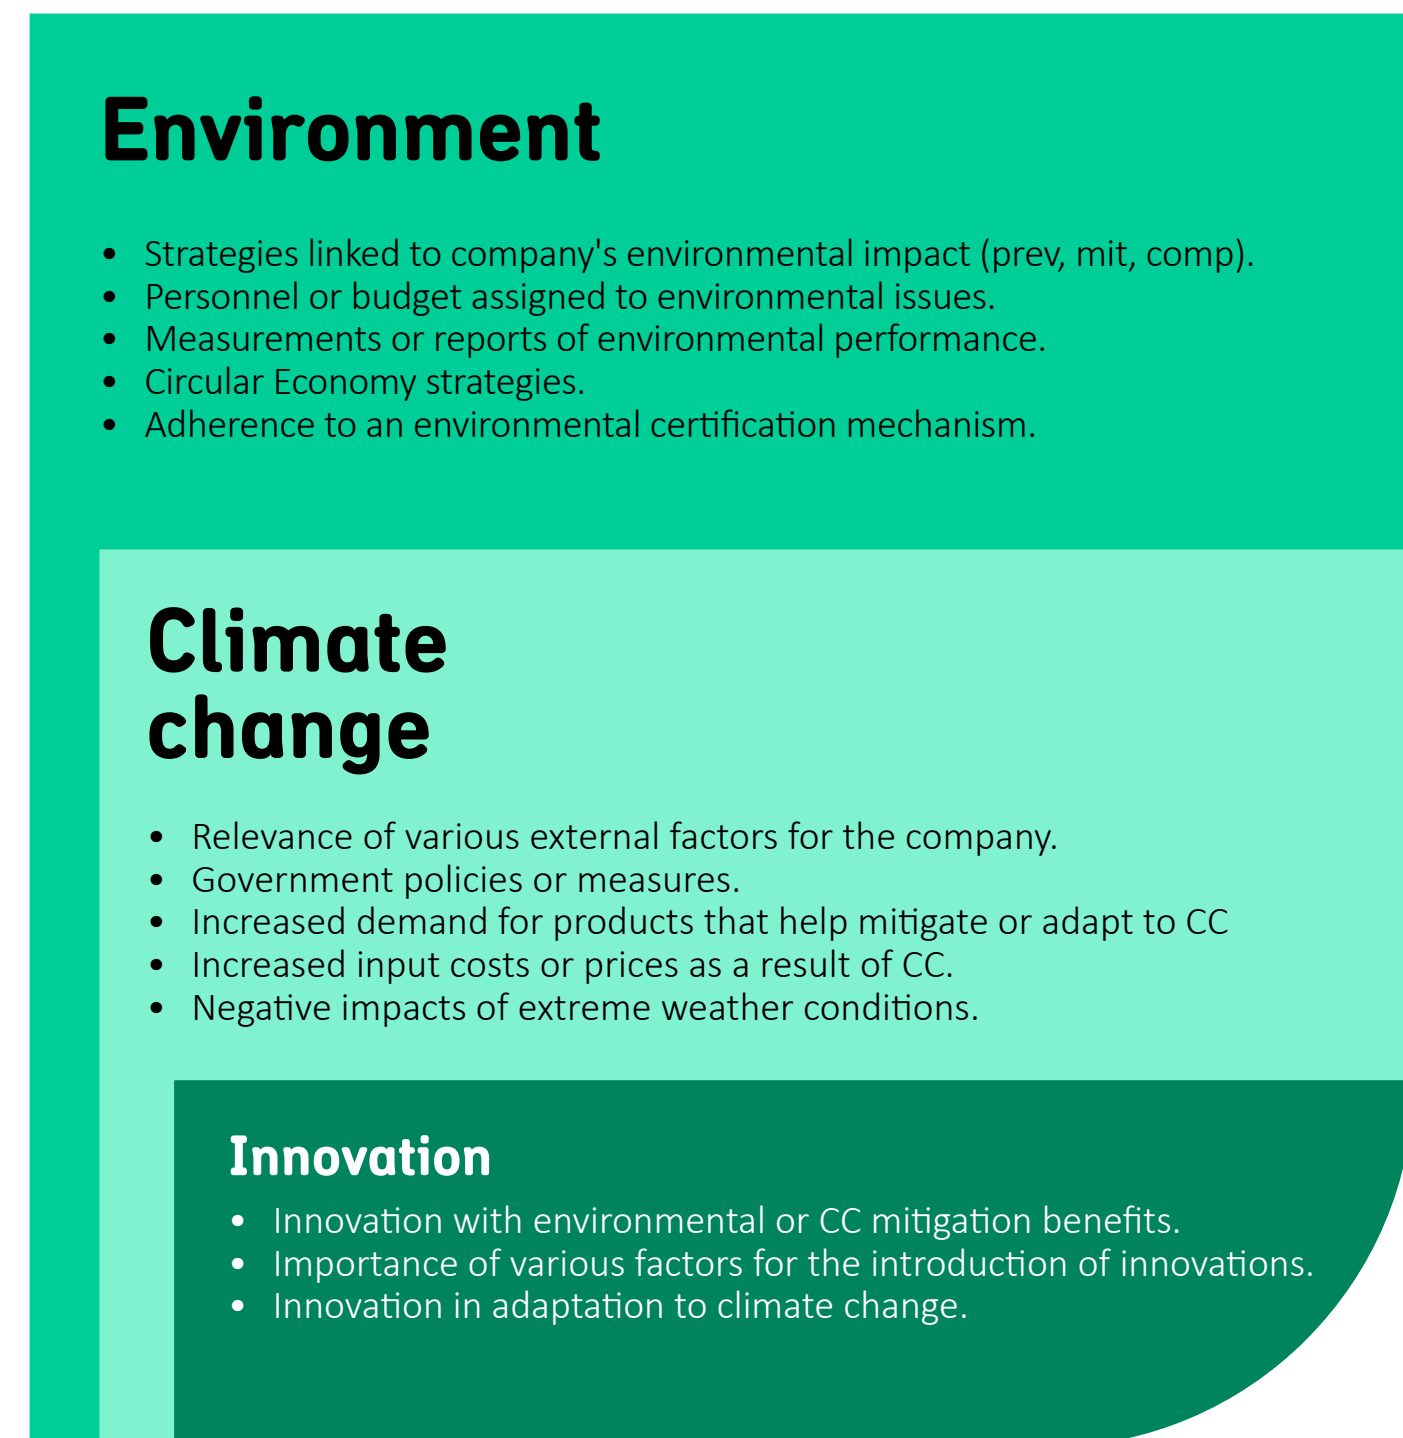 Environment
• Strategies linked to company's environmental impact (prev, mit, comp).
• Personnel or budget assigned to environmental issues.
• Measurements or reports of environmental performance.
• Circular Economy strategies.
• Adherence to an environmental certification mechanism.
Climate
change
• Relevance of various external factors for the company.
• Government policies or measures.
• Increased demand for products that help mitigate or adapt to CC
• Increased input costs or prices as a result of CC.
• Negative impacts of extreme weather conditions.
Innovation
• Innovation with environmental or CC mitigation benefits.
• Importance of various factors for the introduction of innovations.
• Innovation in adaptation to climate change.